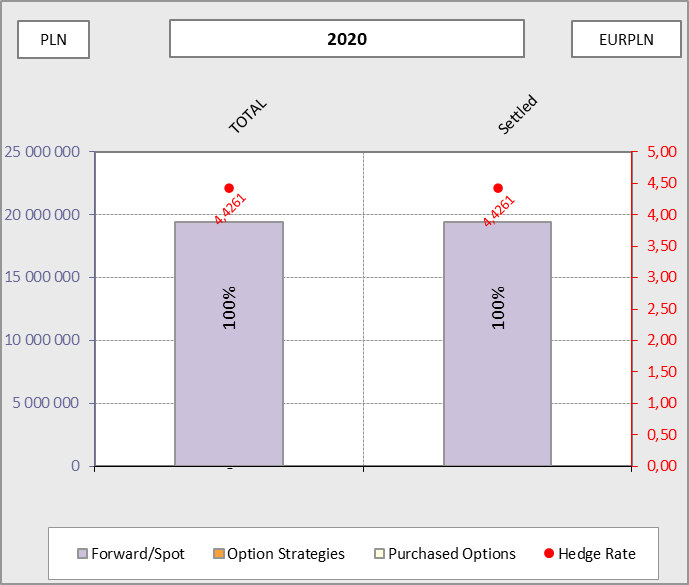 PLN
2020
EURPLN
TOTAL
Settled
25 000 000
20 000 000
15 000 000
10 000 000
5 000 000
0
5,00
4,50
4,00
3,50
3,00
2,50
2,00
1,50
1,00
0,50
0,00
4,4261
4,4261
100%
100%
-
Forward/Spot
Option Strategies
Purchased Options
Hedge Rate